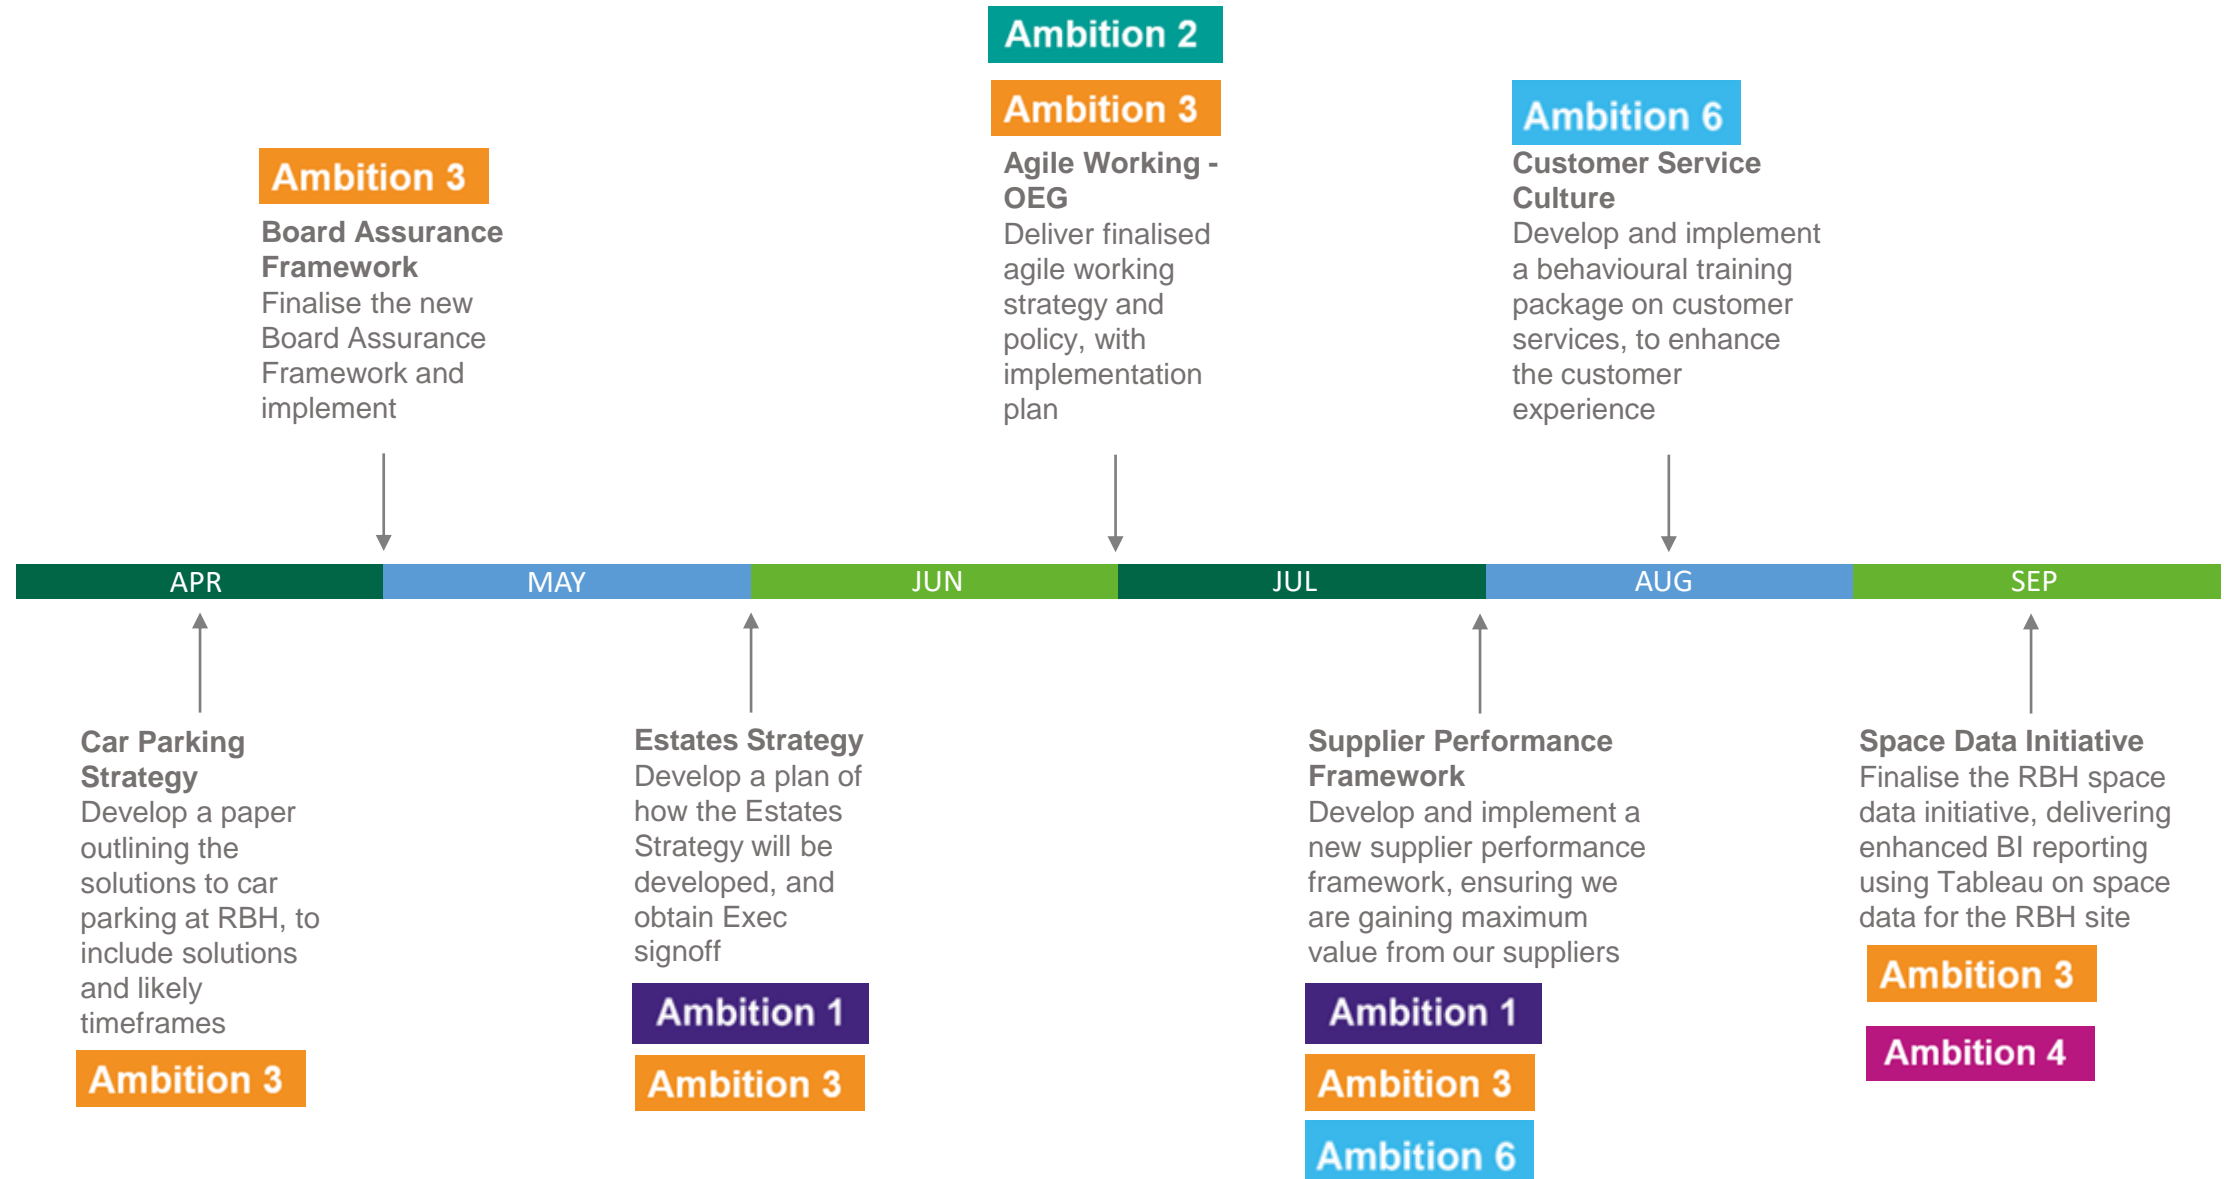 Ambition 2
Ambition 3
Agile Working -
OEG
Deliver finalised
agile working
strategy and
policy, with
implementation
plan
Ambition 6
Customer Service
Culture
Develop and implement
a behavioural training
package on customer
services, to enhance
the customer
experience
Ambition 3
Board Assurance
Framework
Finalise the new
Board Assurance
Framework and
implement
APR
MAY
JUN
JUL
AUG
SEP
Car Parking
Strategy
Develop a paper
outlining the
solutions to car
parking at RBH, to
include solutions
and likely
timeframes
Ambition 3
Estates Strategy
Develop a plan of
how the Estates
Strategy will be
developed, and
obtain Exec
signoff
Ambition 1
Ambition 3
Supplier Performance
Framework
Develop and implement a
new supplier performance
framework, ensuring we
are gaining maximum
value from our suppliers
Ambition 1
Ambition 3
Ambition 6
Space Data Initiative
Finalise the RBH space
data initiative, delivering
enhanced BI reporting
using Tableau on space
data for the RBH site
Ambition 3
Ambition 4